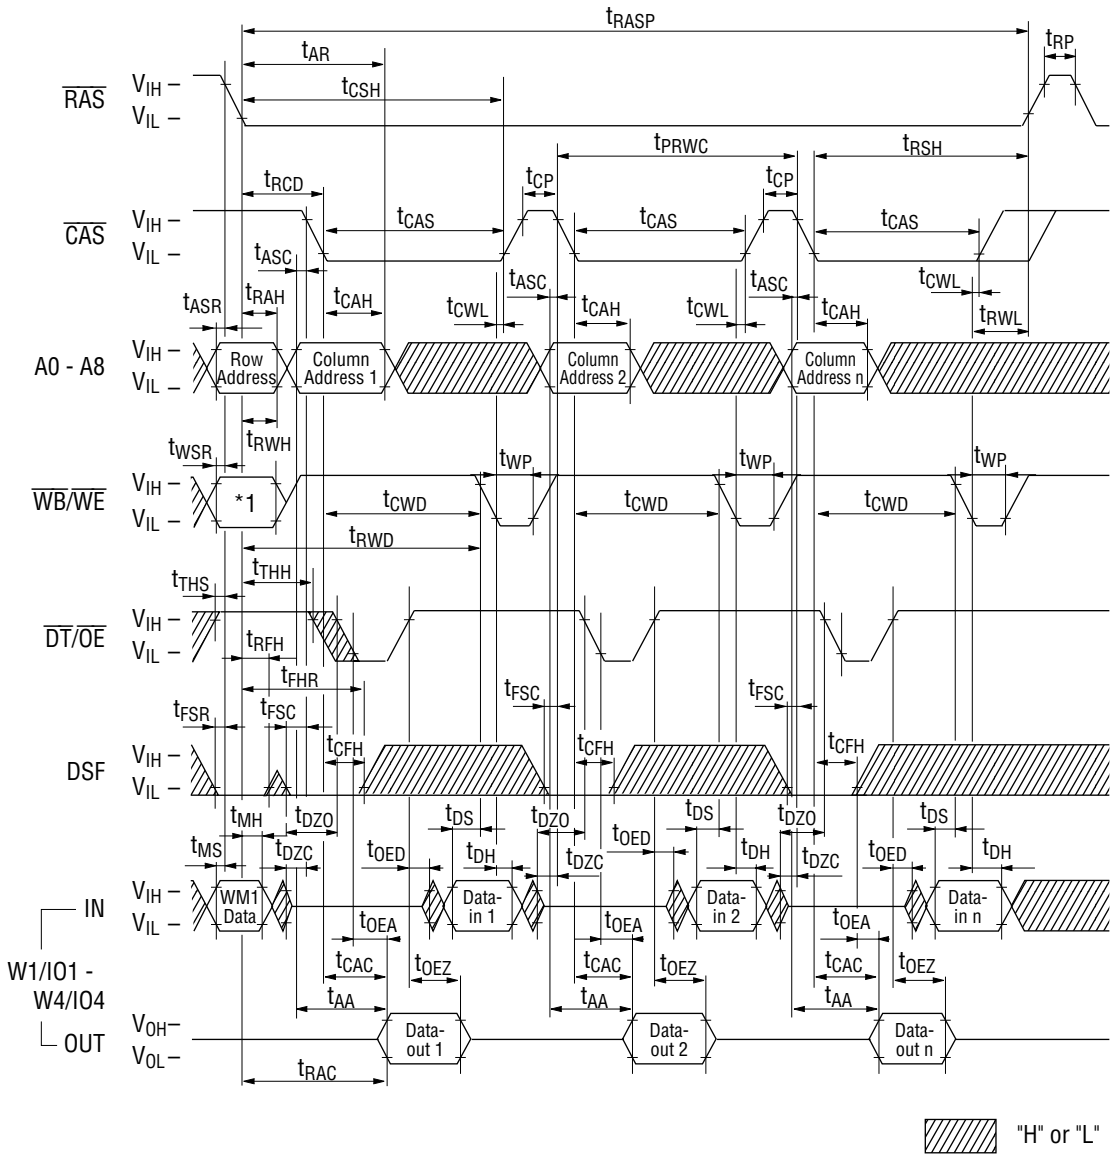 tRASP
tAR
tRP
RAS
VIH
VIL
tCSH
tPRWC
tRSH
tRCD
tCP
tCP
CAS
VIH
VIL
tCAS
tCAS
tCAS
tASC
tASC
tASC
tASR
tRAH
tCAH
tCWL
tCAH
tCWL
tCAH
tCWL
tRWL
A0 - A8
VIH
VIL
Row Address
Column Address 1
Column Address 2
Column Address n
tRWH
tWSR
tWP
tWP
tWP
WB/WE
VIH
VIL
*1
tCWD
tCWD
tCWD
tRWD
tTHH
tTHS
DT/OE
VIH
VIL
tRFH
tFHR
tFSR
tFSC
tFSC
tFSC
DSF
VIH
VIL
tCFH
tCFH
tCFH
tMH
tDZO
tDS
tDZO
tDS
tDZO
tDS
tMS
tDZC
tOED
tDH
tDZC
tOED
tDH
tDZC
tOED
tDH
IN
VIH
VIL
WM1 Data
Data-in 1
Data-in 2
Data-in n
tOEA
tOEA
tOEA
W1/IO1 - W4/IO4
tCAC
tOEZ
tCAC
tOEZ
tCAC
tOEZ
tAA
tAA
tAA
OUT
VOH
VOL
Data-out 1
Data-out 2
Data-out n
tRAC
"H" or "L"